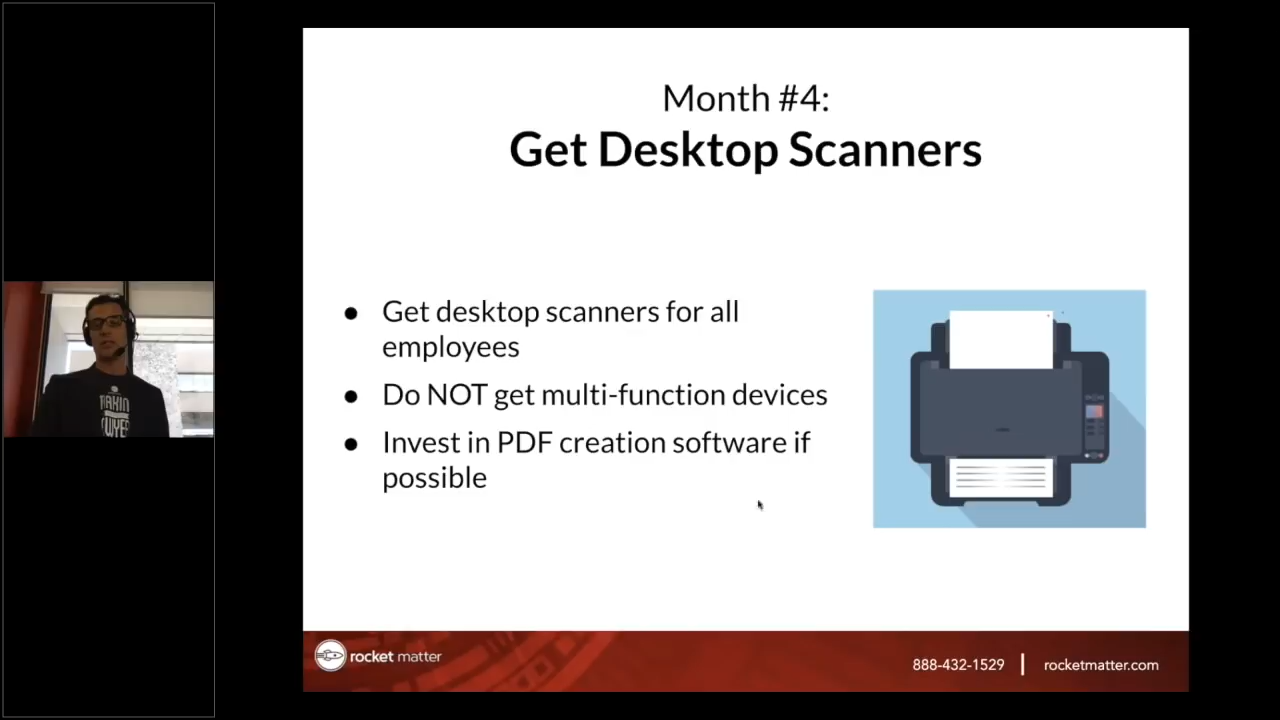 Month #4:
Get Desktop Scanners
● Get desktop scanners for all
employees
● Do NOT get multi-function devices
● Invest in PDF creation software if
possible
rocket matter
888-432-1529 | rocketmatter.com